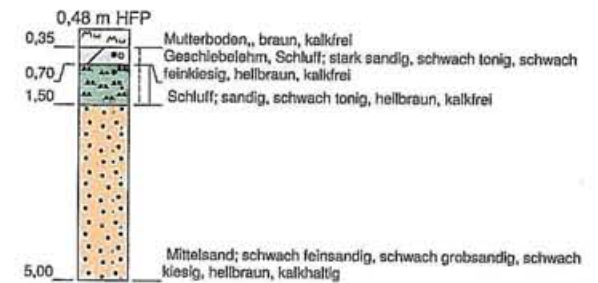 0,48 m HFP
0,35
Mutterboden,, braun, kalkfrei
Geschiebelehm, Schluff; stark sandig, schwach tonig, schwach
0,70
feinkiesig, hellbraun, kalkfrei
1,50
Schluff; sandig, schwach tonig, hellbraun, kalkfrei
Mittelsand; schwach feinsandig, schwach grobsandig, schwach
5,00
kiesig, hellbraun, kalkhaltig